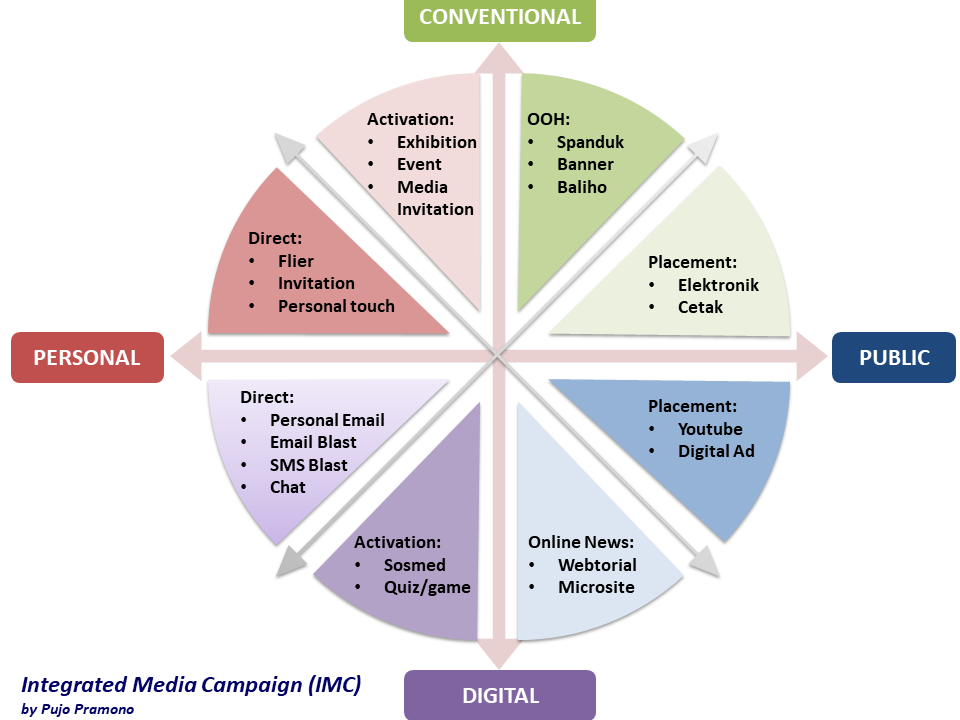 CONVENTIONAL
Activation:
• Exhibition
• Event
• Media
Invitation
OOH:
• Spanduk
• Banner
• Baliho
Direct:
• Flier
• Invitation
• Personal touch
Placement:
• Elektronik
• Cetak
PERSONAL
PUBLIC
Direct:
• Personal Email
• Email Blast
• SMS Blast
• Chat
Placement:
• Youtube
• Digital Ad
Activation:
• Sosmed
• Quiz/game
Online News:
• Webtorial
• Microsite
DIGITAL
Integrated Media Campaign (IMC)
by Pujo Pramono